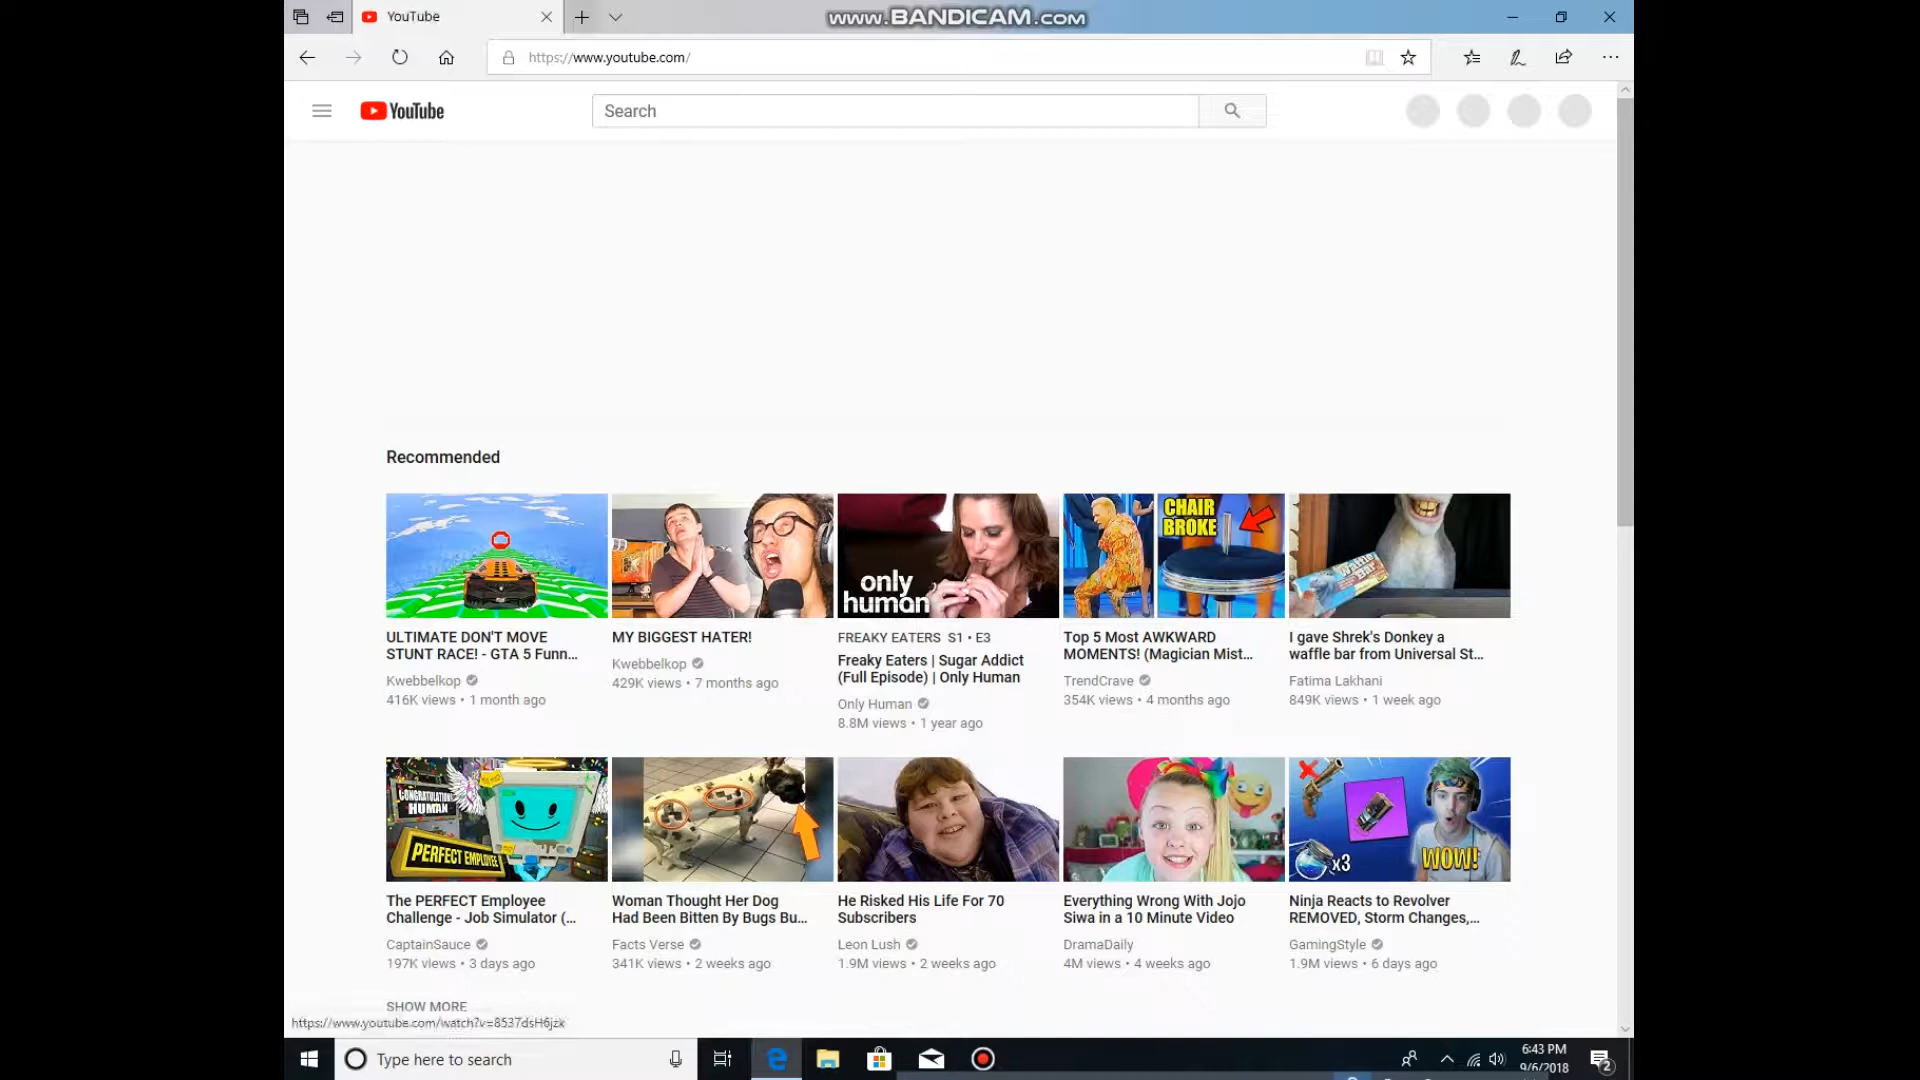 YouTube
www.BANDICAM.com
https://www.youtube.com/
YouTube
Search
Recommended
only
human
CHAIR
BROKE
Waffle
Bar
ULTIMATE DON'T MOVE
STUNT RACE! - GTA 5 Funn...
Kwebbelkop
416K views • 1 month ago
MY BIGGEST HATER!
Kwebbelkop
429K views • 7 months ago
FREAKY EATERS S1 • E3
Freaky Eaters | Sugar Addict
(Full Episode) | Only Human
Only Human
8.8M views • 1 year ago
Top 5 Most AWKWARD
MOMENTS! (Magician Mist...
TrendCrave
354K views • 4 months ago
I gave Shrek's Donkey a
waffle bar from Universal St...
Fatima Lakhani
849K views • 1 week ago
CONGRATULATIONS
HUMAN
PERFECT EMPLOYEE
x3
WOW!
The PERFECT Employee
Challenge - Job Simulator (...
CaptainSauce
197K views • 3 days ago
Woman Thought Her Dog
Had Been Bitten By Bugs Bu...
Facts Verse
341K views • 2 weeks ago
He Risked His Life For 70
Subscribers
Leon Lush
1.9M views • 2 weeks ago
Everything Wrong With Jojo
Siwa in a 10 Minute Video
DramaDaily
4M views • 4 weeks ago
Ninja Reacts to Revolver
REMOVED, Storm Changes,...
GamingStyle
1.9M views • 6 days ago
SHOW MORE
https://www.youtube.com/watch?v=8537dsH6jzk
Type here to search
6:43 PM
9/6/2018
2